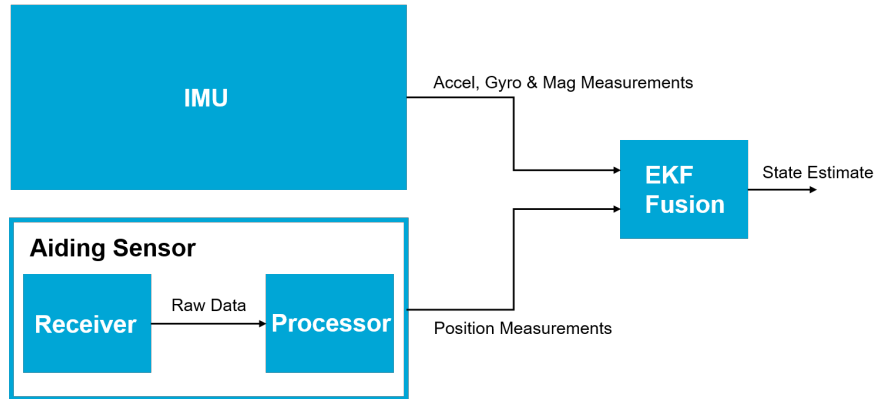 IMU
Accel, Gyro & Mag Measurements
EKF
Fusion
State Estimate
Aiding Sensor
Receiver
Raw Data
Processor
Position Measurements